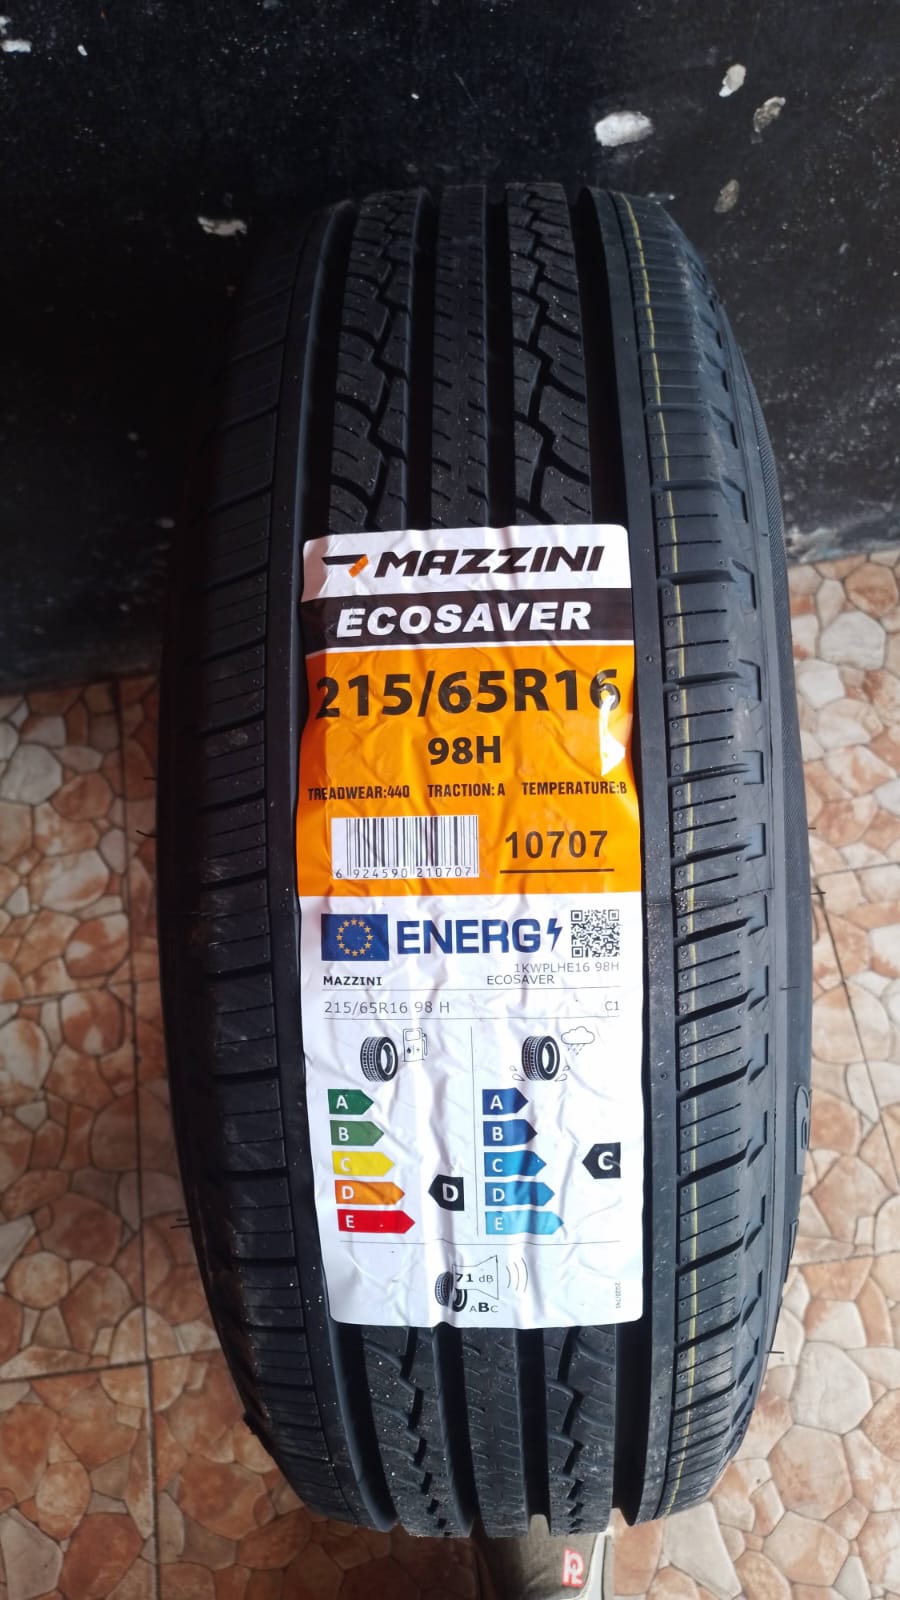 MAZZINI
ECOSAVER
215/65R16
98H
TREADWEAR:440 TRACTION: A TEMPERATURE:B
6 924590 210707
10707
ENERG
1KWPLHE16 98H
MAZZINI ECOSAVER
215/65R16 98 H C1
A A
B B
C C C
D D D
E E
71 dB
ABC